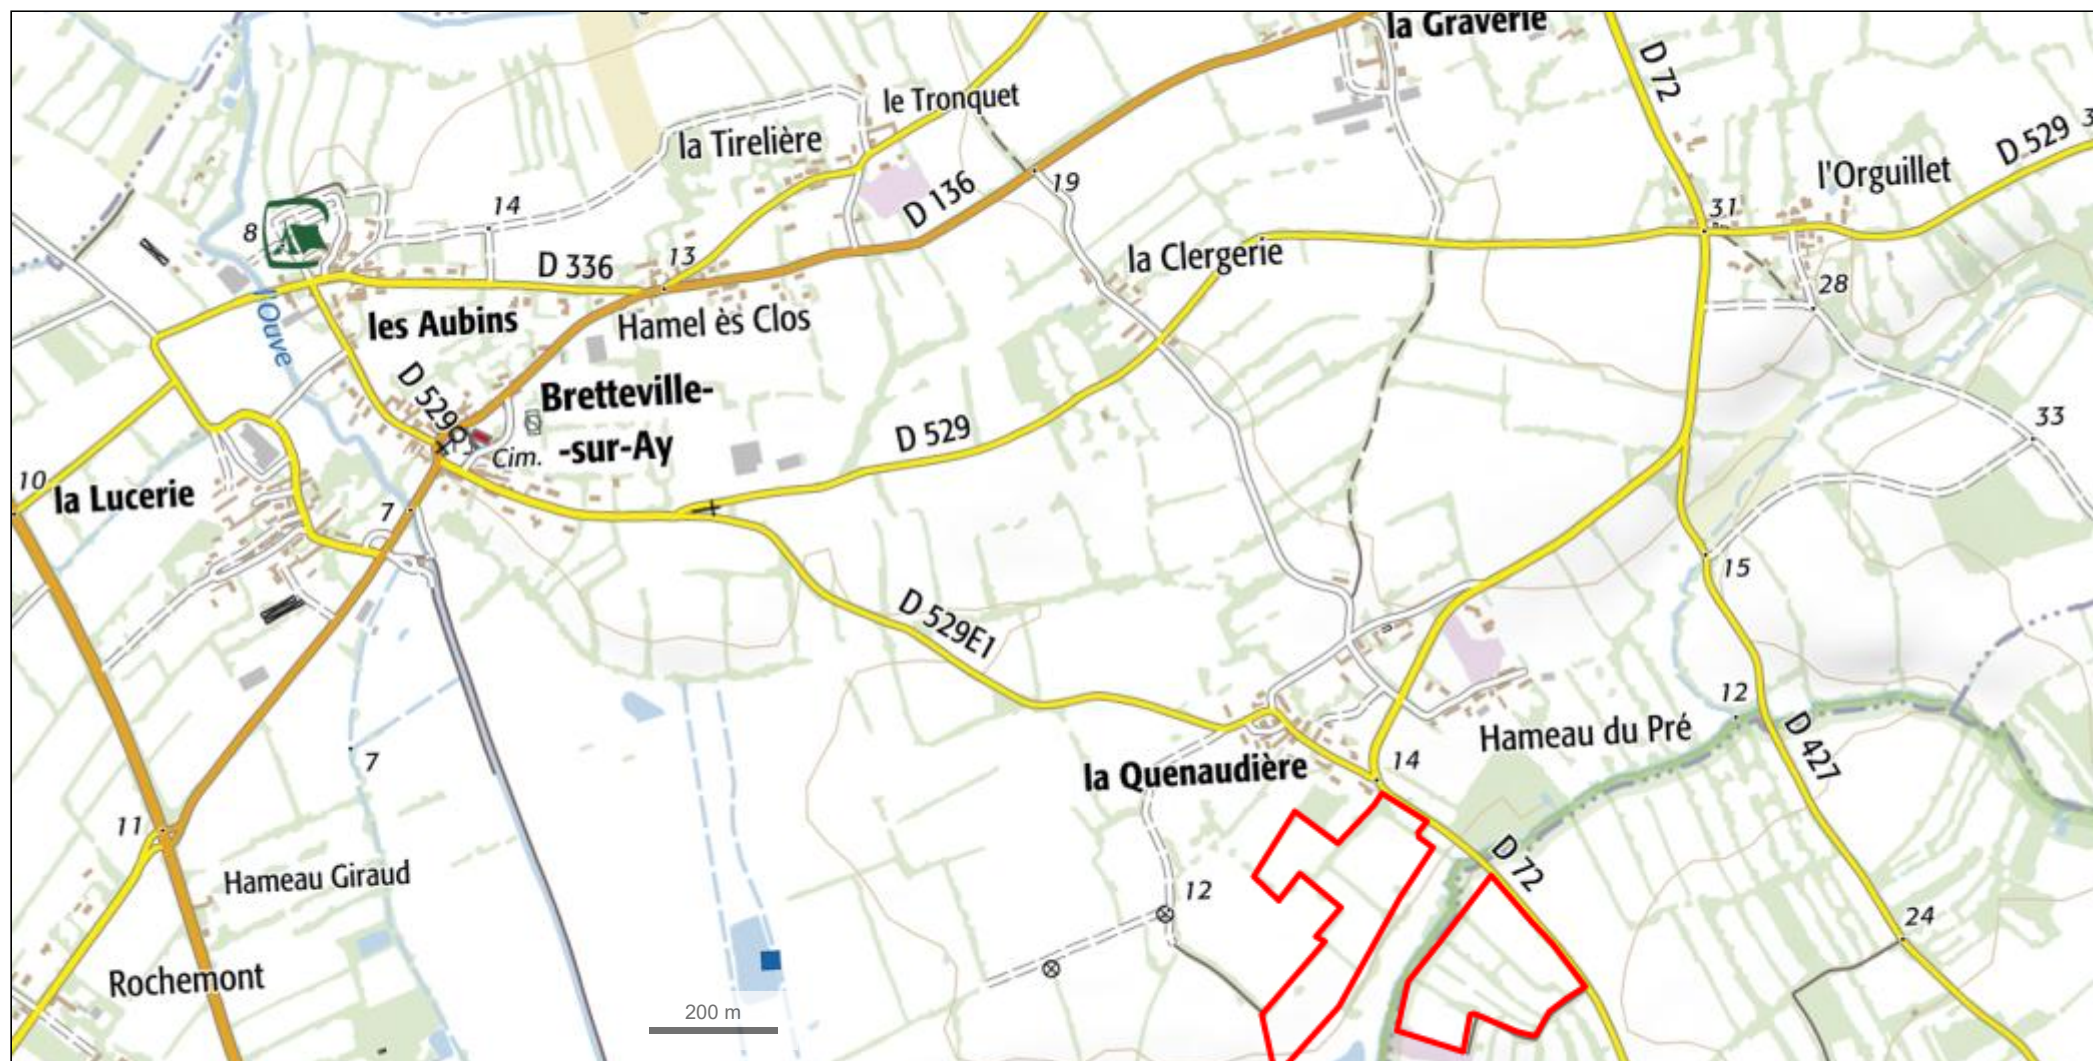 la Graverie
D 72
le Tronquet
la Tirelière
D 529
3
l'Orguillet
19
D 136
14
31
8
13
D 336
la Clergerie
28
l'Ouve
les Aubins
Hamel ès Clos
D 529
Bretteville-
-sur-Ay
Cim.
D 529
33
10
la Lucerie
7
15
D 529E1
12
Hameau du Pré
D 427
7
14
la Quenaudière
11
D 72
Hameau Giraud
12
24
Rochemont
200 m